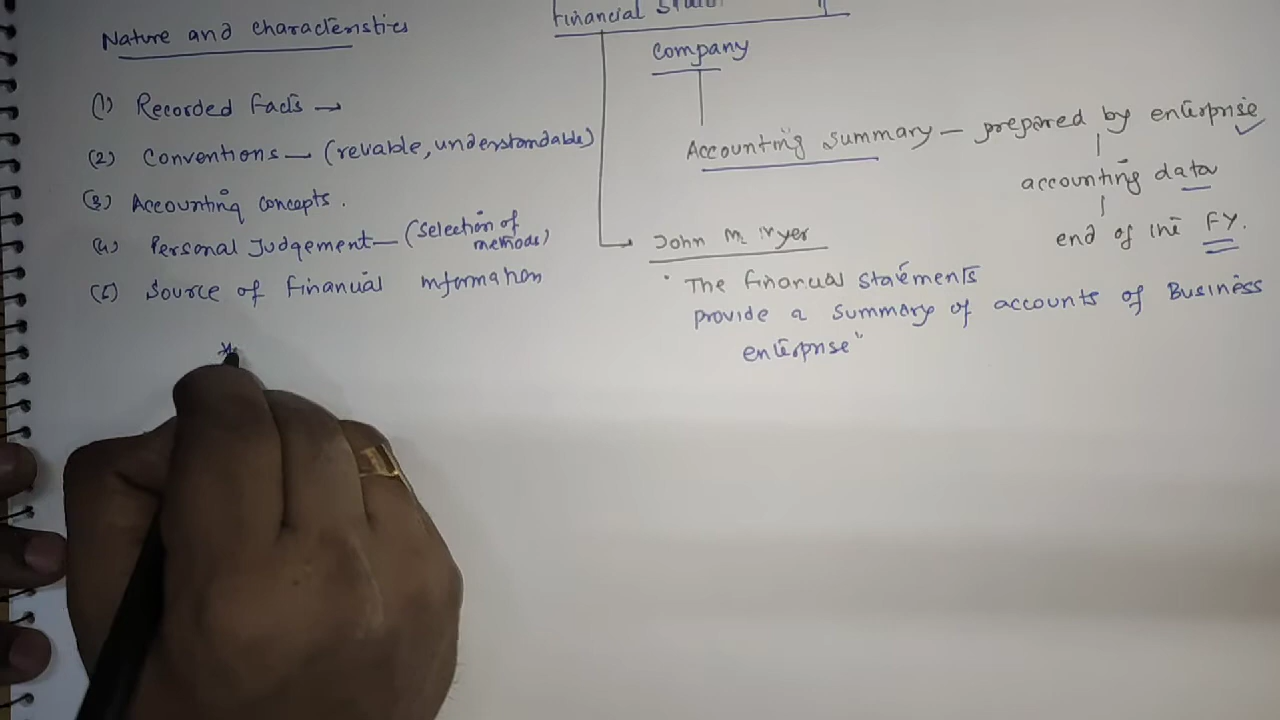 Nature and characteristics
(1) Recorded Facts →
(2) Conventions — (reliable, understandable)
(3) Accounting concepts.
(4) Personal Judgement — (selection of methods)
(5) Source of financial information
Financial
Company
Accounting summary — prepared by enterprise
accounting data
end of the FY.
John M. Myer
"The financial statements
provide a summary of accounts of Business
enterprise"